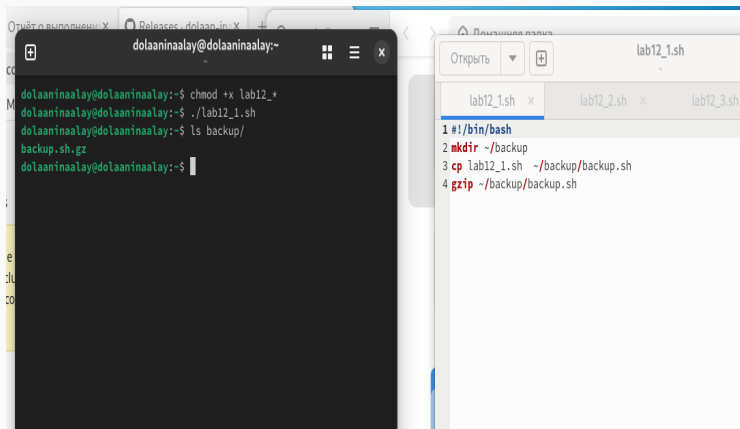 Отчёт о выполнени × Releases · dolaan-in × +
dolaaninaalay@dolaaninaalay:~
~
dolaaninaalay@dolaaninaalay:~$ chmod +x lab12_*
dolaaninaalay@dolaaninaalay:~$ ./lab12_1.sh
dolaaninaalay@dolaaninaalay:~$ ls backup/
backup.sh.gz
dolaaninaalay@dolaaninaalay:~$
Домашняя папка
Открыть
lab12_1.sh
~
lab12_1.sh × lab12_2.sh × lab12_3.sh
1 #!/bin/bash
2 mkdir ~/backup
3 cp lab12_1.sh  ~/backup/backup.sh
4 gzip ~/backup/backup.sh